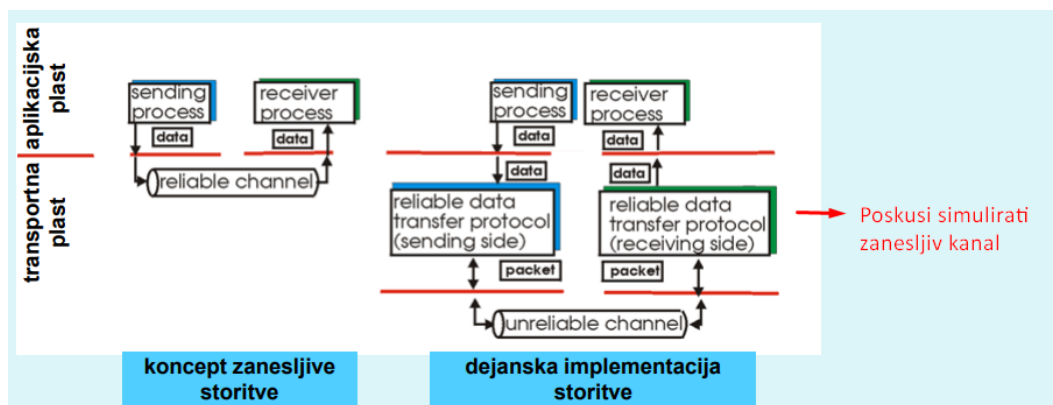 aplikacijska
plast
transportna
plast
sending
process
data
receiver
process
data
reliable channel
sending
process
data
receiver
process
data
data
data
reliable data
transfer protocol
(sending side)
reliable data
transfer protocol
(receiving side)
packet
packet
unreliable channel
Poskusi simulirati
zanesljiv kanal
koncept zanesljive
storitve
dejanska implementacija
storitve